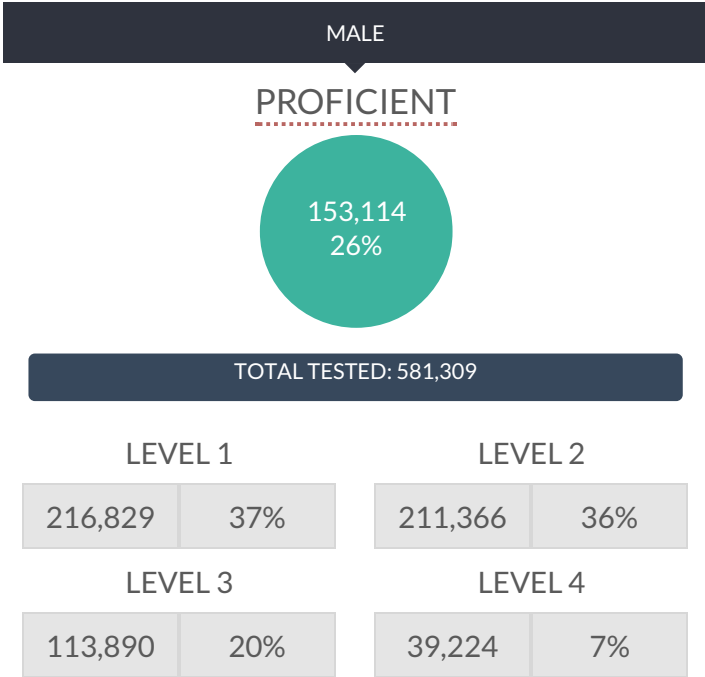 MALE
PROFICIENT
153,114
26%
TOTAL TESTED: 581,309
LEVEL 1
216,829 37%
LEVEL 2
211,366 36%
LEVEL 3
113,890 20%
LEVEL 4
39,224 7%